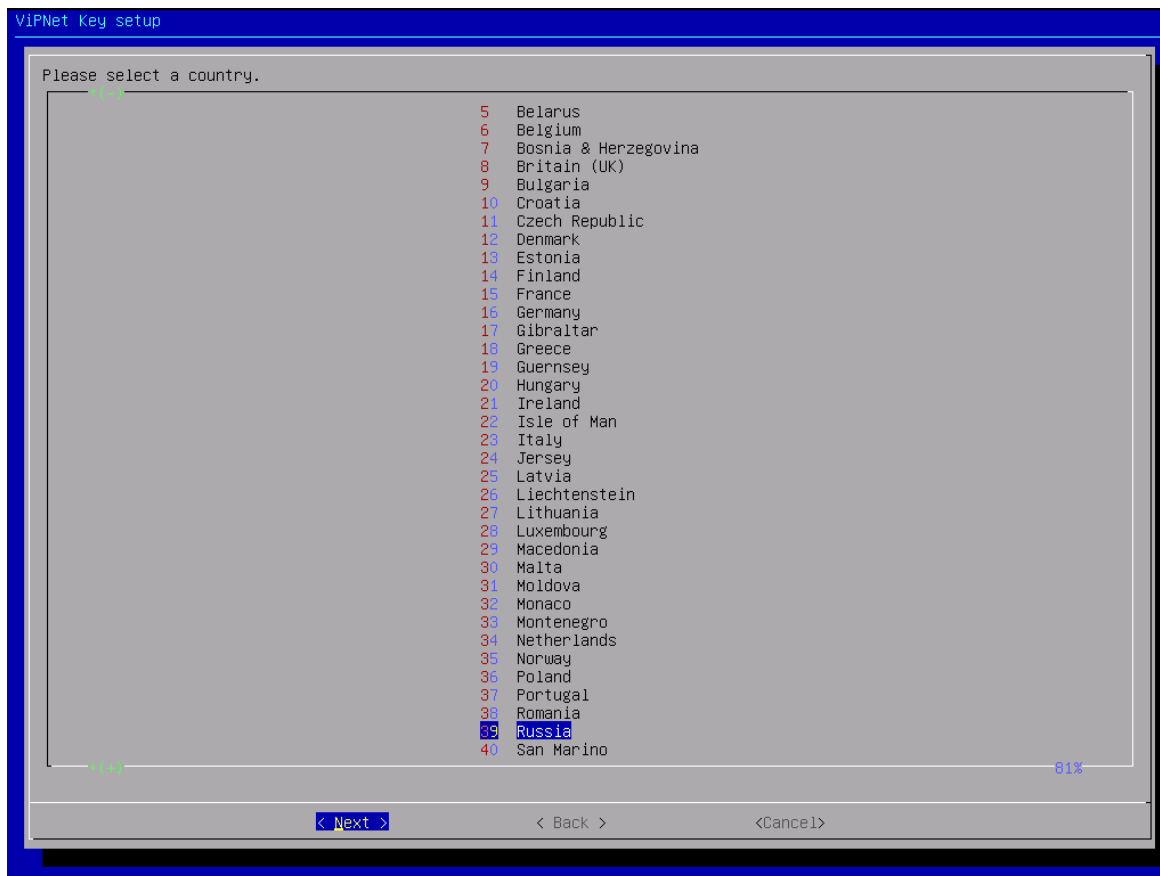 ViPNet Key setup
Please select a country.
^(-)
5 Belarus
6 Belgium
7 Bosnia & Herzegovina
8 Britain (UK)
9 Bulgaria
10 Croatia
11 Czech Republic
12 Denmark
13 Estonia
14 Finland
15 France
16 Germany
17 Gibraltar
18 Greece
19 Guernsey
20 Hungary
21 Ireland
22 Isle of Man
23 Italy
24 Jersey
25 Latvia
26 Liechtenstein
27 Lithuania
28 Luxembourg
29 Macedonia
30 Malta
31 Moldova
32 Monaco
33 Montenegro
34 Netherlands
35 Norway
36 Poland
37 Portugal
38 Romania
39 Russia
40 San Marino
(+) 81%
< Next > < Back > <Cancel>